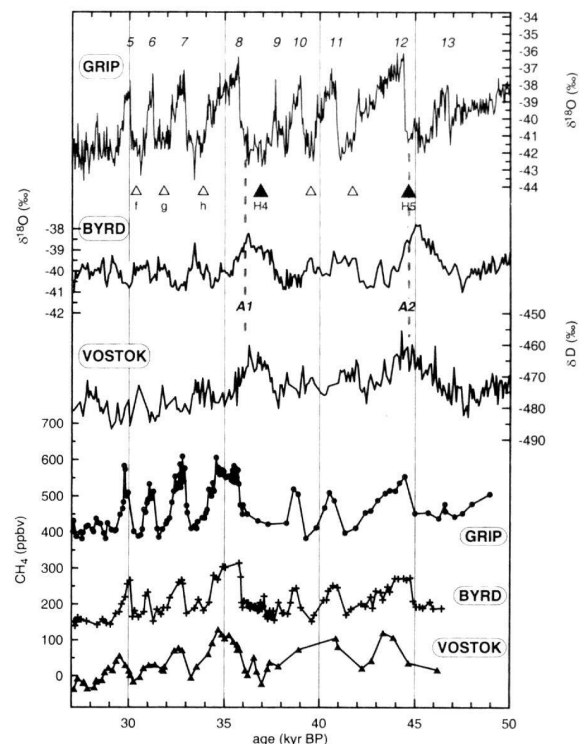 5 6 7 8 9 10 11 12 13
-34
-35
GRIP
-36
-37
-38
-39
-40
-41
-42
-43
-44
δ¹⁸O (‰)
f g h H4 H5
δ¹⁸O (‰)
-38
-39
-40
-41
-42
BYRD
A1 A2
-450
-460
-470
-480
-490
δ D (‰)
VOSTOK
700
600
500
400
300
200
100
0
CH₄ (ppbv)
GRIP
BYRD
VOSTOK
30 35 40 45 50
age (kyr BP)